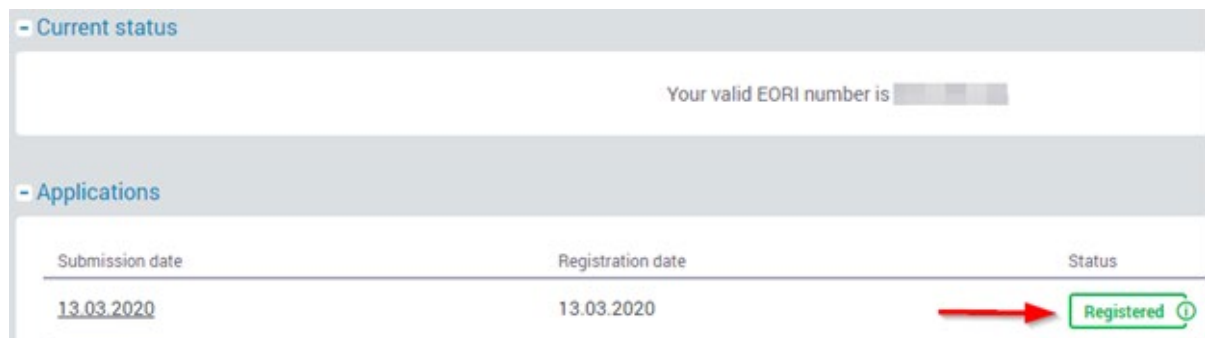 Current status
Your valid EORI number is
Applications
Submission date Registration date Status
13.03.2020 13.03.2020 Registered